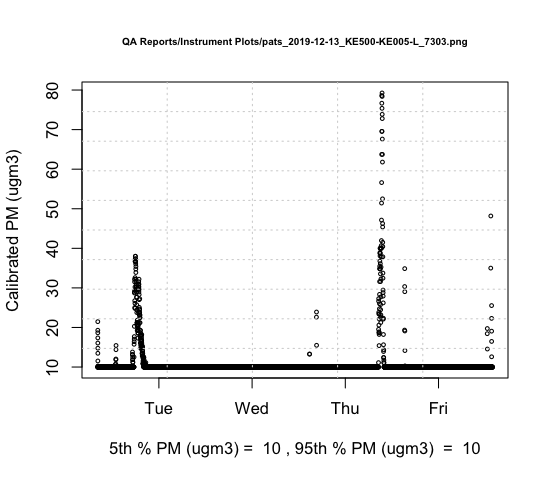 QA Reports/Instrument Plots/pats_2019-12-13_KE500-KE005-L_7303.png
Calibrated PM (ugm3)
80
70
60
50
40
30
20
10
Tue Wed Thu Fri
5th % PM (ugm3) = 10 , 95th % PM (ugm3) = 10